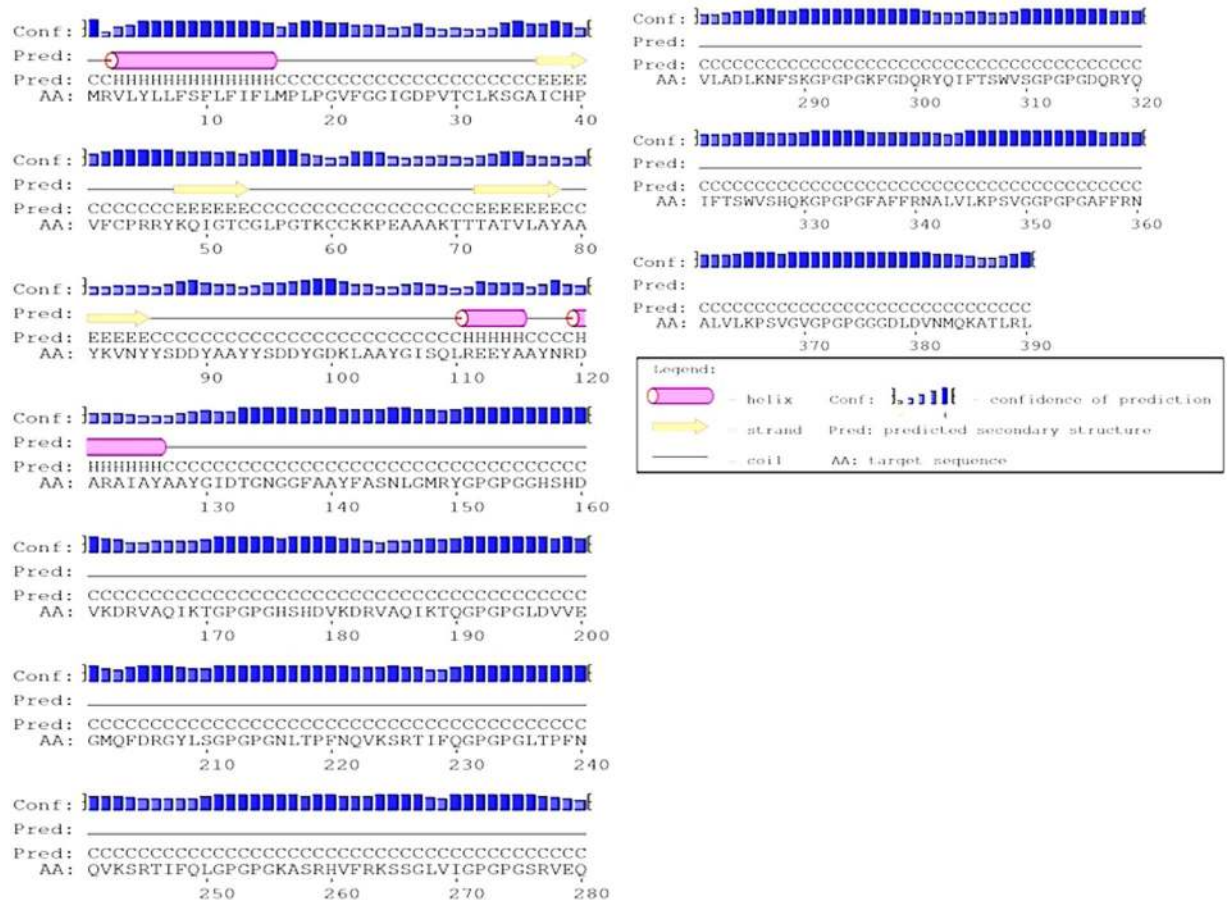 Conf:
Pred:
Pred: CCHHHHHHHHHHHHHCCCCCCCCCCCCCCCCCCCCCEEEE
AA: MRVLYLLFSFLFIFLMPLPGVFGGIGDPVTCLKSGAICHP
10 20 30 40
Conf:
Pred:
Pred: CCCCCCCEEEEEECCCCCCCCCCCCCCCCCCEEEEEEECC
AA: VFCPRRYKQIGTCGLPGTKCCKKPEAAAKTTTATVLAYAA
50 60 70 80
Conf:
Pred:
Pred: EEEEECCCCCCCCCCCCCCCCCCCCCCCCCHHHHHCCCCH
AA: YKVNYYSDDYAAYYSDDYGDKLAAYGISQLREEYAAYNRD
90 100 110 120
Conf:
Pred:
Pred: HHHHHHCCCCCCCCCCCCCCCCCCCCCCCCCCCCCCCCCC
AA: ARAIAYAAYGIDTGNGGFAAYFASNLGMRYGPGPGGHSHD
130 140 150 160
Conf:
Pred:
Pred: CCCCCCCCCCCCCCCCCCCCCCCCCCCCCCCCCCCCCCCC
AA: VKDRVAQIKTGPGPGHSHDVKDRVAQIKTQGPGPGLDVVE
170 180 190 200
Conf:
Pred:
Pred: CCCCCCCCCCCCCCCCCCCCCCCCCCCCCCCCCCCCCCCC
AA: GMQFDRGYLSGPGPGNLTPFNQVKSRTIFQGPGPGLTPFN
210 220 230 240
Conf:
Pred:
Pred: CCCCCCCCCCCCCCCCCCCCCCCCCCCCCCCCCCCCCCCC
AA: QVKSRTIFQLGPGPGKASRHVFRKSSGLVIGPGPGSRVEQ
250 260 270 280
Conf:
Pred:
Pred: CCCCCCCCCCCCCCCCCCCCCCCCCCCCCCCCCCCCCCCC
AA: VLADLKNFSKGPGPGKFGDQRYQIFTSWVSGPGPGDQRYQ
290 300 310 320
Conf:
Pred:
Pred: CCCCCCCCCCCCCCCCCCCCCCCCCCCCCCCCCCCCCCCC
AA: IFTSWVSHQKGPGPGFAFFRNALVLKPSVGGPGPGAFFRN
330 340 350 360
Conf:
Pred:
Pred: CCCCCCCCCCCCCCCCCCCCCCCCCCCCCC
AA: ALVLKPSVGVGPGPGGGDLDVNMQKATLRL
370 380 390
Legend:
- helix Conf: - confidence of prediction
- strand Pred: predicted secondary structure
- coil AA: target sequence